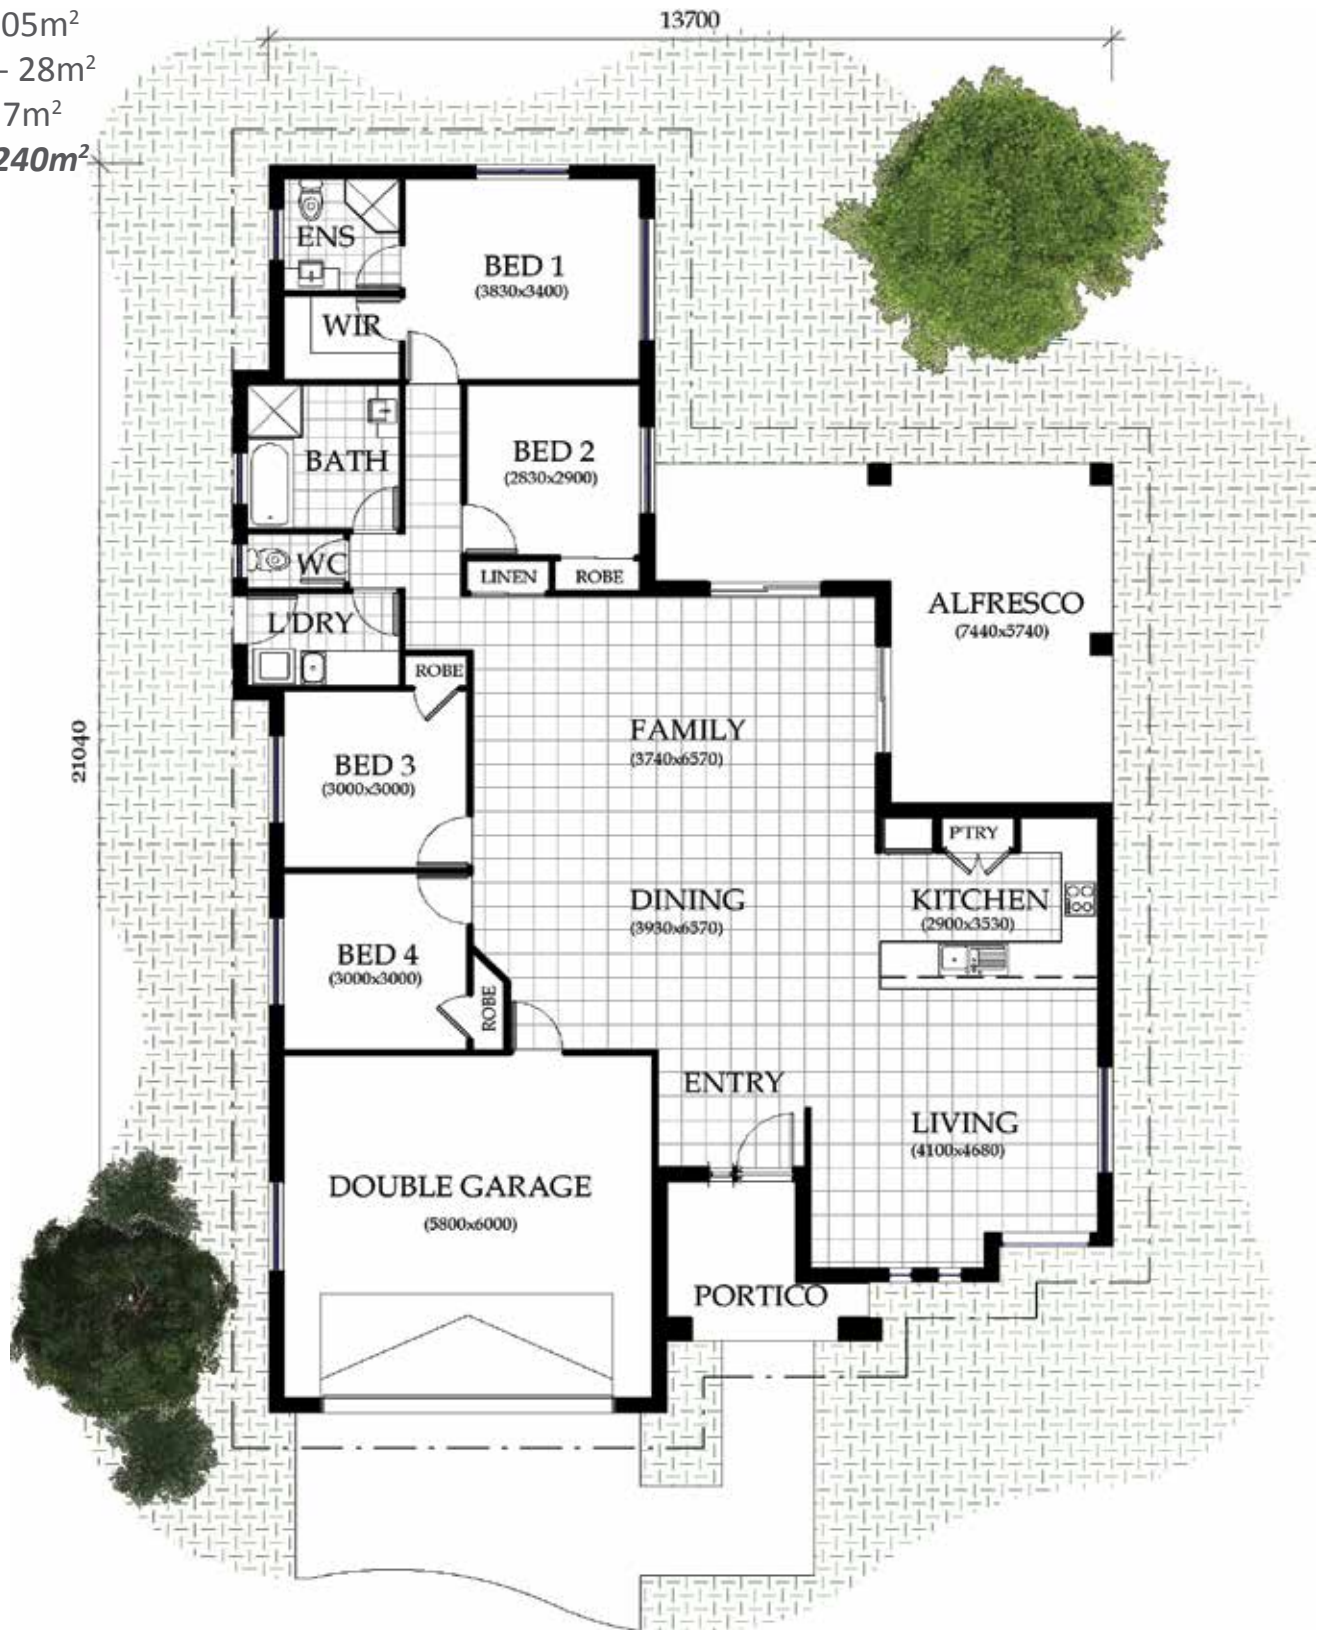 05m²
– 28m²
7m²
240m²
13700
21040
ENS
BED 1
(3830x3400)
WIR
BATH
BED 2
(2830x2900)
WC
LINEN
ROBE
L'DRY
ALFRESCO
(7440x5740)
ROBE
FAMILY
(3740x6570)
BED 3
(3000x3000)
P'TRY
DINING
(3930x6570)
KITCHEN
(2900x3530)
BED 4
(3000x3000)
ROBE
ENTRY
LIVING
(4100x4680)
DOUBLE GARAGE
(5800x6000)
PORTICO